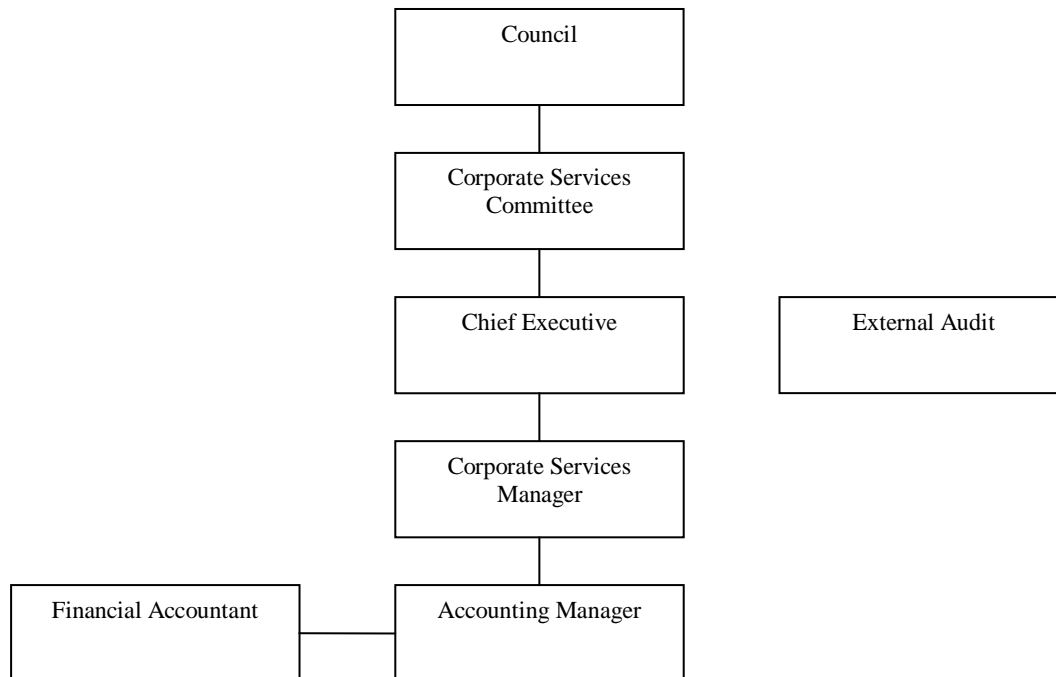 Council
Corporate Services
Committee
Chief Executive
External Audit
Corporate Services
Manager
Financial Accountant
Accounting Manager